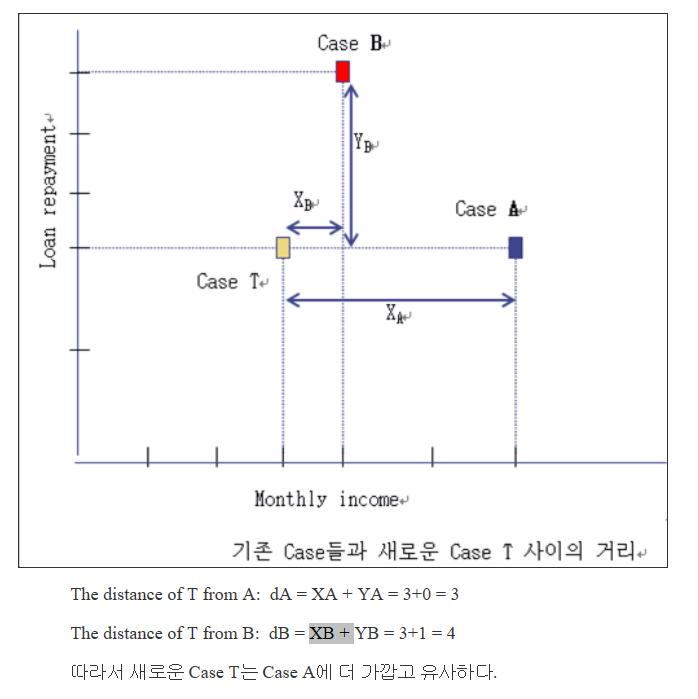 Case B↵
Loan repayment↵
YB↵
XB↵
Case A↵
Case T↵
XA↵
Monthly income↵
기존 Case들과 새로운 Case T 사이의 거리↵
The distance of T from A: dA = XA + YA = 3+0 = 3
The distance of T from B: dB = XB + YB = 3+1 = 4
따라서 새로운 Case T는 Case A에 더 가깝고 유사하다.